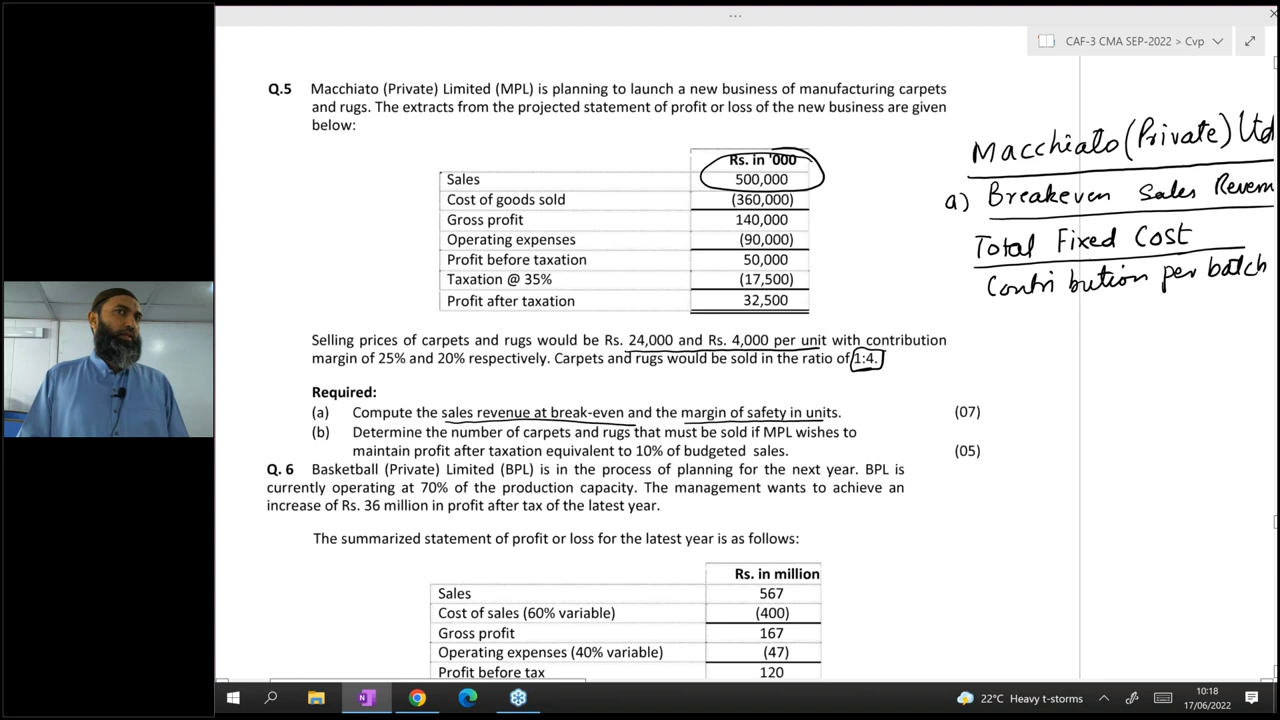 CAF-3 CMA SEP-2022 > Cvp
Q.5 Macchiato (Private) Limited (MPL) is planning to launch a new business of manufacturing carpets
and rugs. The extracts from the projected statement of profit or loss of the new business are given
below:
Rs. in '000
Sales 500,000
Cost of goods sold (360,000)
Gross profit 140,000
Operating expenses (90,000)
Profit before taxation 50,000
Taxation @ 35% (17,500)
Profit after taxation 32,500
Selling prices of carpets and rugs would be Rs. 24,000 and Rs. 4,000 per unit with contribution
margin of 25% and 20% respectively. Carpets and rugs would be sold in the ratio of 1:4.
Required:
(a) Compute the sales revenue at break-even and the margin of safety in units. (07)
(b) Determine the number of carpets and rugs that must be sold if MPL wishes to
maintain profit after taxation equivalent to 10% of budgeted sales. (05)
Q. 6 Basketball (Private) Limited (BPL) is in the process of planning for the next year. BPL is
currently operating at 70% of the production capacity. The management wants to achieve an
increase of Rs. 36 million in profit after tax of the latest year.
The summarized statement of profit or loss for the latest year is as follows:
Rs. in million
Sales 567
Cost of sales (60% variable) (400)
Gross profit 167
Operating expenses (40% variable) (47)
Profit before tax 120
Macchiato (Private) Ltd
a) Breakeven Sales Reven
Total Fixed Cost
Contribution per batch
22°C Heavy t-storms
10:18
17/06/2022